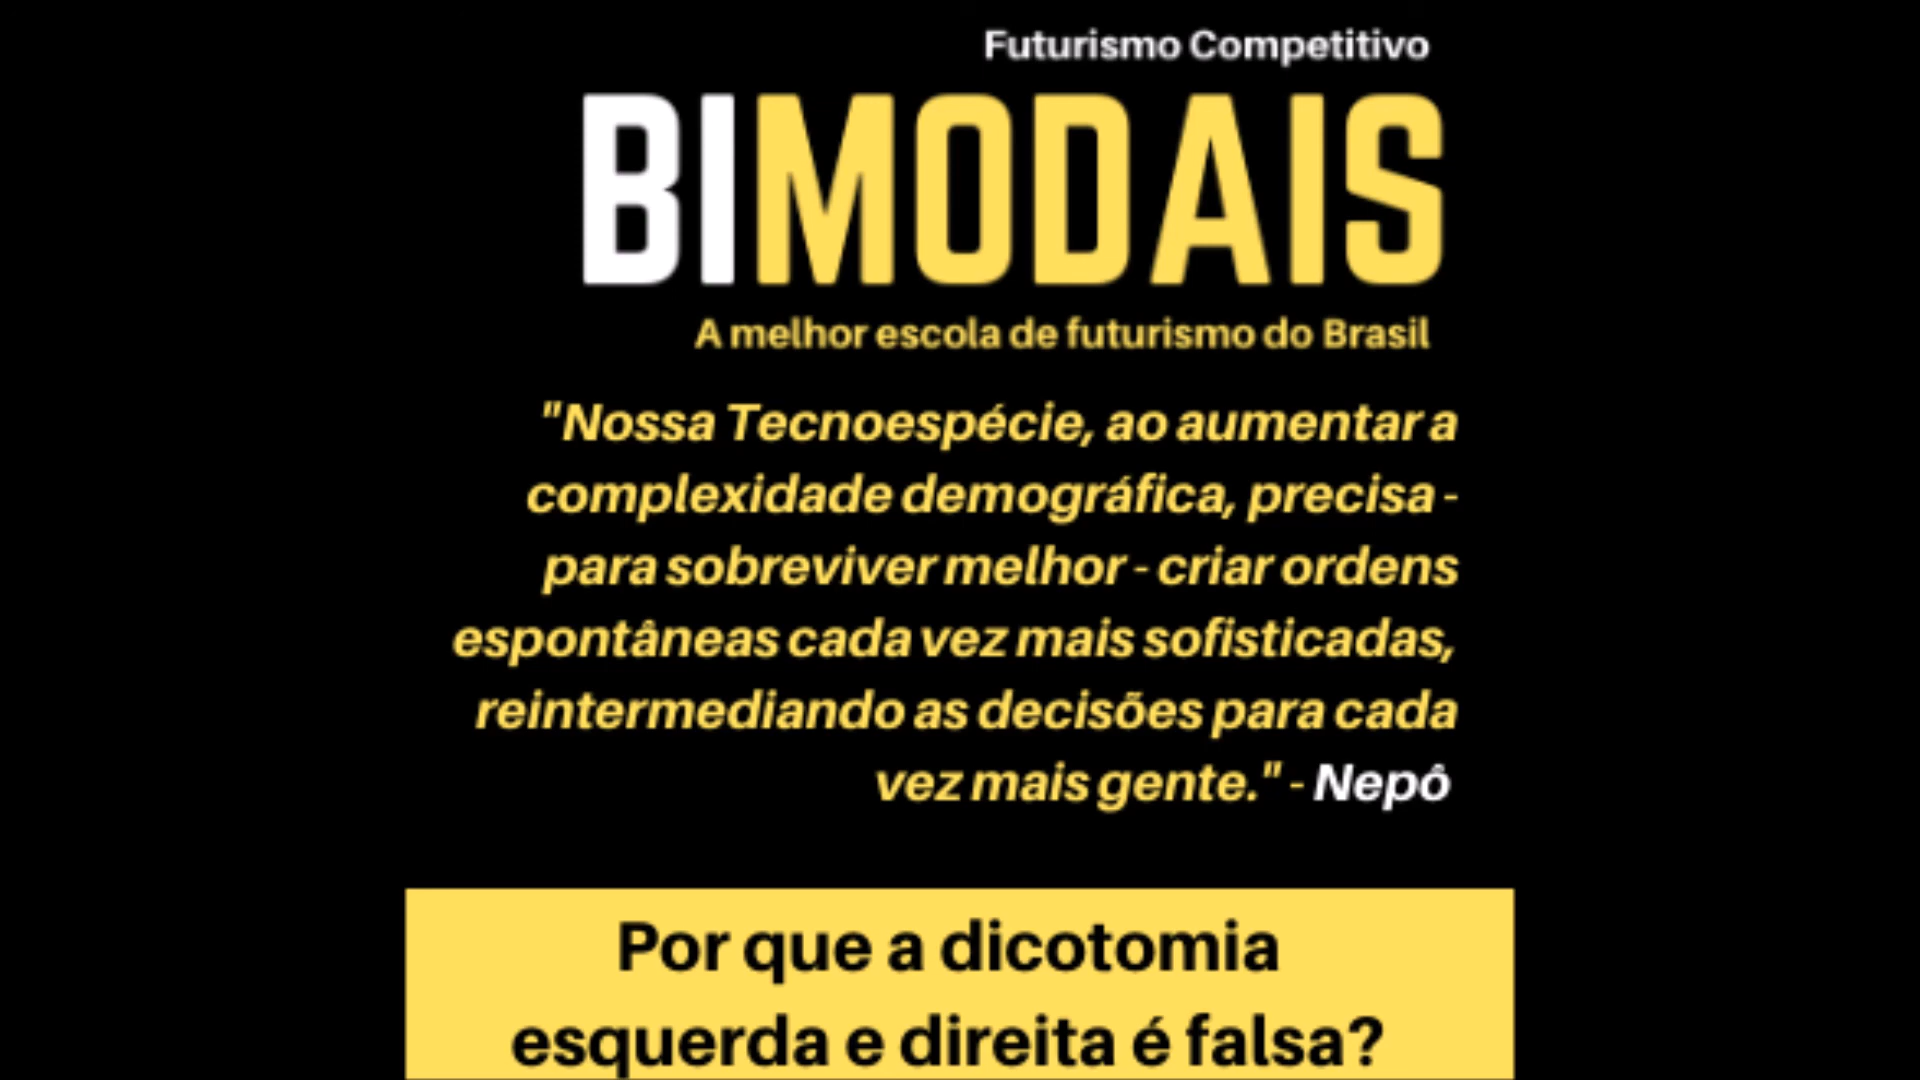 Futurismo Competitivo
BIMODAIS
A melhor escola de futurismo do Brasil
"Nossa Tecnoespécie, ao aumentar a
complexidade demográfica, precisa -
para sobreviver melhor - criar ordens
espontâneas cada vez mais sofisticadas,
reintermediando as decisões para cada
vez mais gente." - Nepô
Por que a dicotomia
esquerda e direita é falsa?